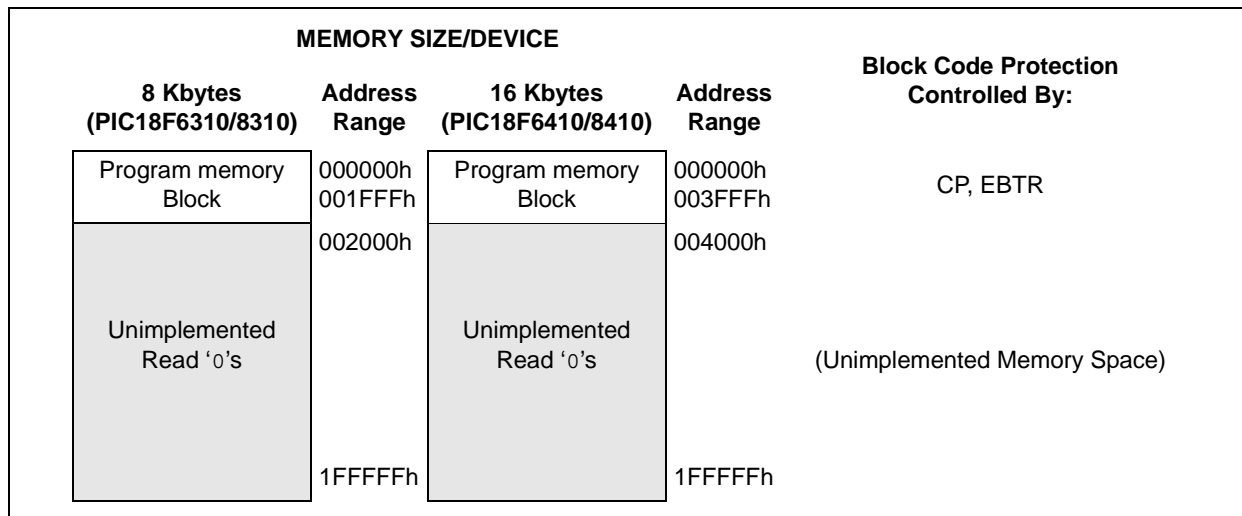 MEMORY SIZE/DEVICE
Block Code Protection
Controlled By:
8 Kbytes
(PIC18F6310/8310)
Address
Range
16 Kbytes
(PIC18F6410/8410)
Address
Range
Program memory
Block
000000h
001FFFh
Program memory
Block
000000h
003FFFh
CP, EBTR
002000h
004000h
Unimplemented
Read ‘0’s
Unimplemented
Read ‘0’s
(Unimplemented Memory Space)
1FFFFFh
1FFFFFh